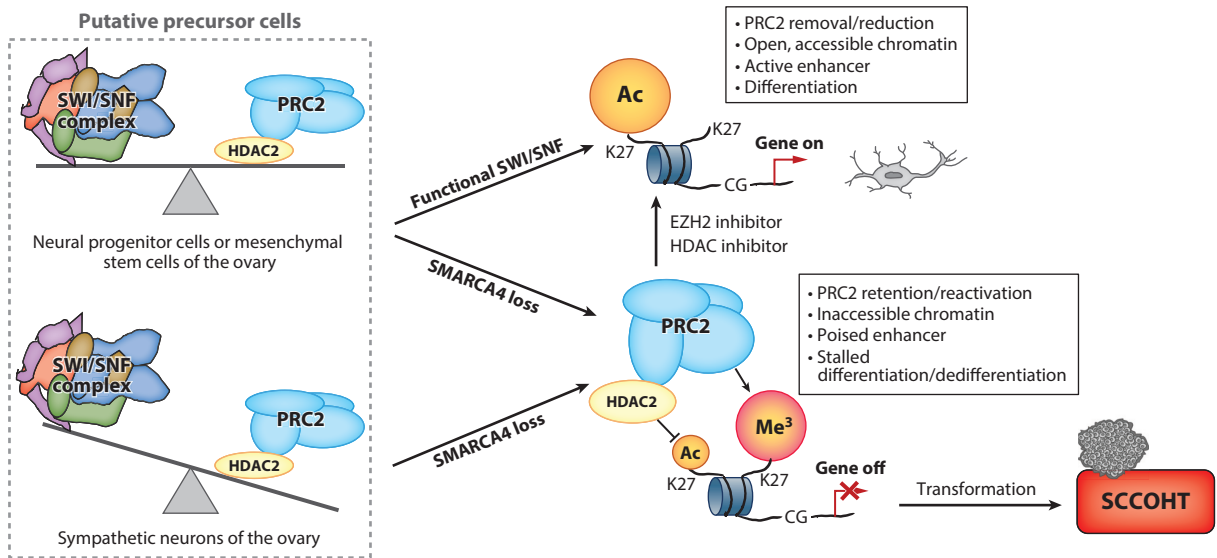 Putative precursor cells
SWI/SNF
complex
PRC2
HDAC2
Neural progenitor cells or mesenchymal
stem cells of the ovary
SWI/SNF
complex
PRC2
HDAC2
Sympathetic neurons of the ovary
Functional SWI/SNF
SMARCA4 loss
SMARCA4 loss
• PRC2 removal/reduction
• Open, accessible chromatin
• Active enhancer
• Differentiation
Ac
K27
K27
Gene on
CG
EZH2 inhibitor
HDAC inhibitor
• PRC2 retention/reactivation
• Inaccessible chromatin
• Poised enhancer
• Stalled
differentiation/dedifferentiation
PRC2
HDAC2
Me³
Ac
K27
K27
Gene off
CG
Transformation
SCCOHT